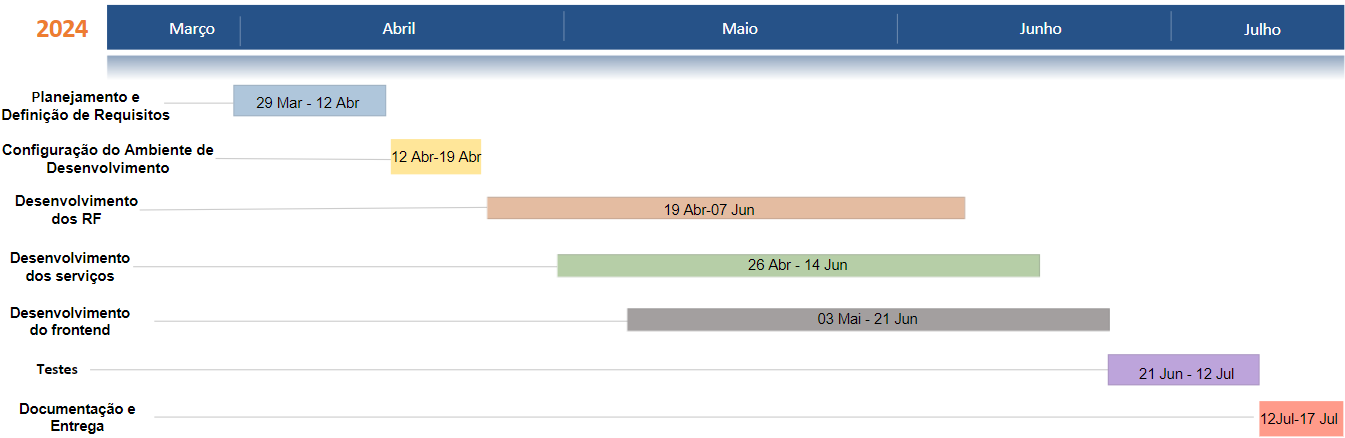 2024
Março
Abril
Maio
Junho
Julho
Planejamento e
Definição de Requisitos
29 Mar - 12 Abr
Configuração do Ambiente de
Desenvolvimento
12 Abr-19 Abr
Desenvolvimento
dos RF
19 Abr-07 Jun
Desenvolvimento
dos serviços
26 Abr - 14 Jun
Desenvolvimento
do frontend
03 Mai - 21 Jun
Testes
21 Jun - 12 Jul
Documentação e
Entrega
12Jul-17 Jul